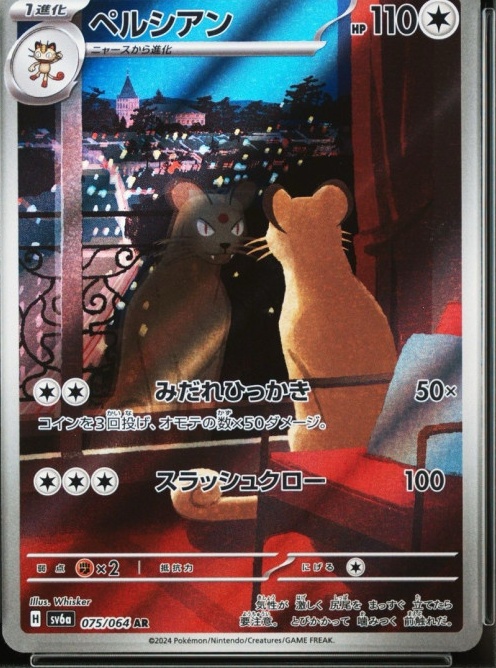 1進化 ペルシアン HP 110
ニャースから進化
みだれひっかき 50×
コインを3回投げ、オモテの数×50ダメージ。
スラッシュクロー 100
弱点 ×2 抵抗力 にげる
Illus. Whisker
気性が 激しく 尻尾を まっすぐ 立てたら
要注意。 とびかかって 噛みつく 前触れだ。
H sv6a 075/064 AR
©2024 Pokémon/Nintendo/Creatures/GAME FREAK.